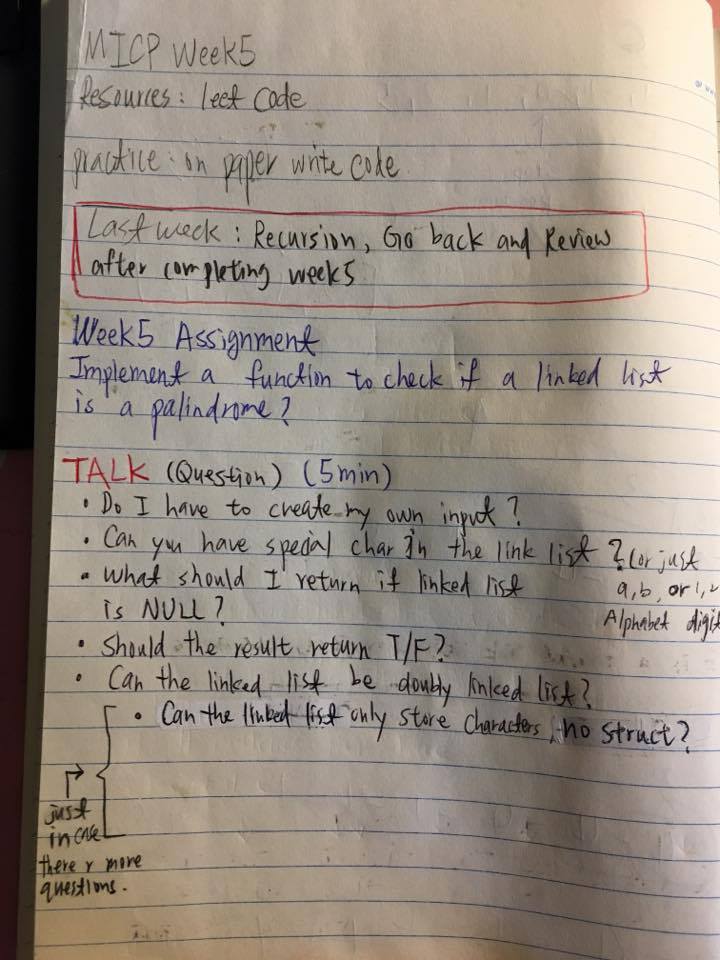 MICP Week5
Resources: leet code
practice: on paper write code.
Last week: Recursion, Go back and Review
after completing week5
Week5 Assignment
Implement a function to check if a linked list
is a palindrome?
TALK (Question) (5min)
• Do I have to create my own input?
• Can you have special char in the link list? (or just
a, b, or 1,
Alphabet digit
• What should I return if linked list
is NULL?
• Should the result return T/F?
• Can the linked list be doubly linked list?
• Can the linked list only store characters, no struct?
just
in case
there r more
questions.